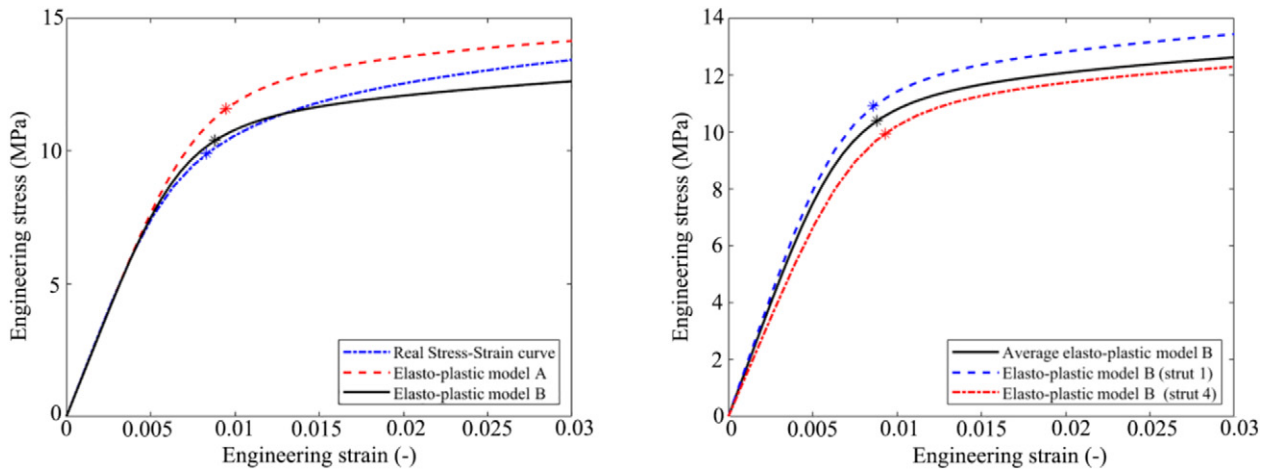 15
10
5
0
Engineering stress (MPa)
Real Stress-Strain curve
Elasto-plastic model A
Elasto-plastic model B
0 0.005 0.01 0.015 0.02 0.025 0.03
Engineering strain (-)
14
12
10
8
6
4
2
0
Engineering stress (MPa)
Average elasto-plastic model B
Elasto-plastic model B (strut 1)
Elasto-plastic model B (strut 4)
0 0.005 0.01 0.015 0.02 0.025 0.03
Engineering strain (-)